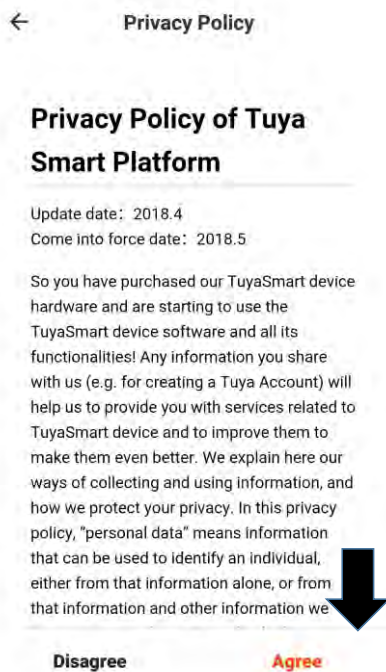 Privacy Policy
Privacy Policy of Tuya
Smart Platform
Update date：2018.4
Come into force date：2018.5
So you have purchased our TuyaSmart device
hardware and are starting to use the
TuyaSmart device software and all its
functionalities! Any information you share
with us (e.g. for creating a Tuya Account) will
help us to provide you with services related to
TuyaSmart device and to improve them to
make them even better. We explain here our
ways of collecting and using information, and
how we protect your privacy. In this privacy
policy, "personal data" means information
that can be used to identify an individual,
either from that information alone, or from
that information and other information we
Disagree Agree